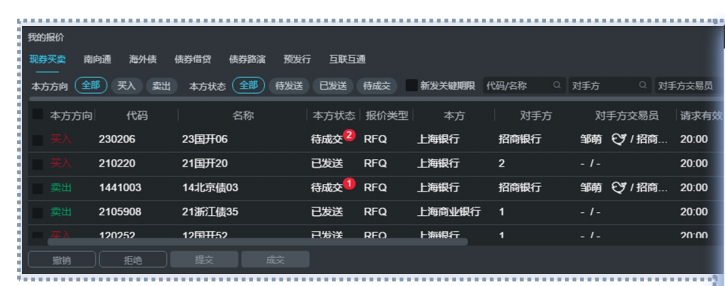 我的报价
现券买卖 南向通 海外债 债券借贷 债券路演 预发行 互联互通
本方方向 全部 买入 卖出 本方状态 全部 待发送 已发送 待成交 新发关键期限 代码/名称 对手方 对手方交易员
本方方向 代码 名称 本方状态 报价类型 本方 对手方 对手方交易员 请求有效
买入 230206 23国开06 待成交 2 RFQ 上海银行 招商银行 邹萌 / 招商... 20:00
买入 210220 21国开20 已发送 RFQ 上海银行 2 - / - 20:00
卖出 1441003 14北京债03 待成交 1 RFQ 上海银行 招商银行 邹萌 / 招商... 20:00
卖出 2105908 21浙江债35 已发送 RFQ 上海商业银行 1 - / - 20:00
买入 120252 12国开52 已发送 RFQ 上海银行 1 - / - 20:00
撤销 拒绝 提交 成交